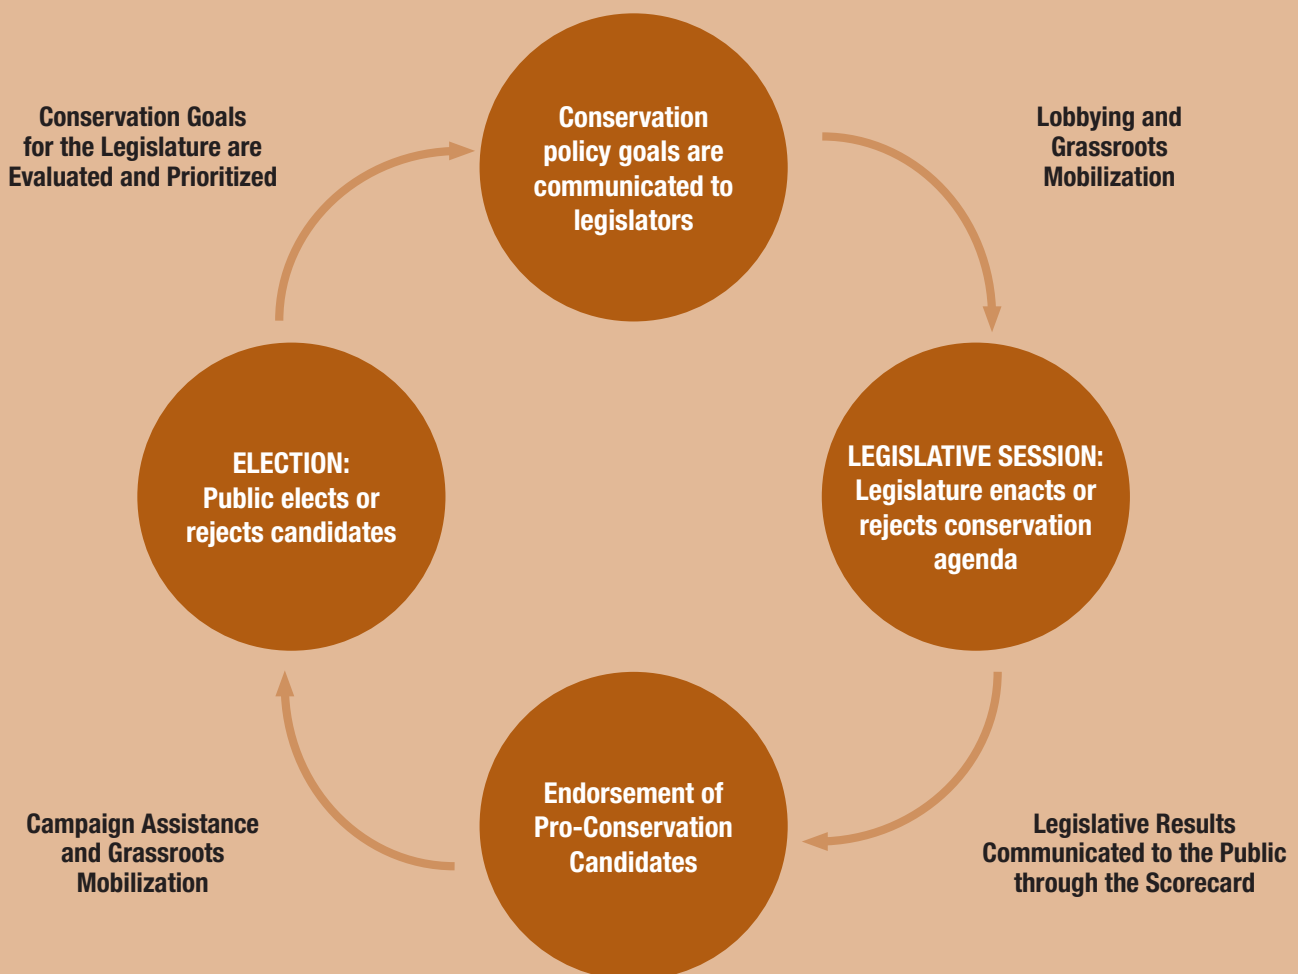 Conservation Goals
for the Legislature are
Evaluated and Prioritized
Conservation
policy goals are
communicated to
legislators
Lobbying and
Grassroots
Mobilization
ELECTION:
Public elects or
rejects candidates
LEGISLATIVE SESSION:
Legislature enacts or
rejects conservation
agenda
Campaign Assistance
and Grassroots
Mobilization
Endorsement of
Pro-Conservation
Candidates
Legislative Results
Communicated to the Public
through the Scorecard